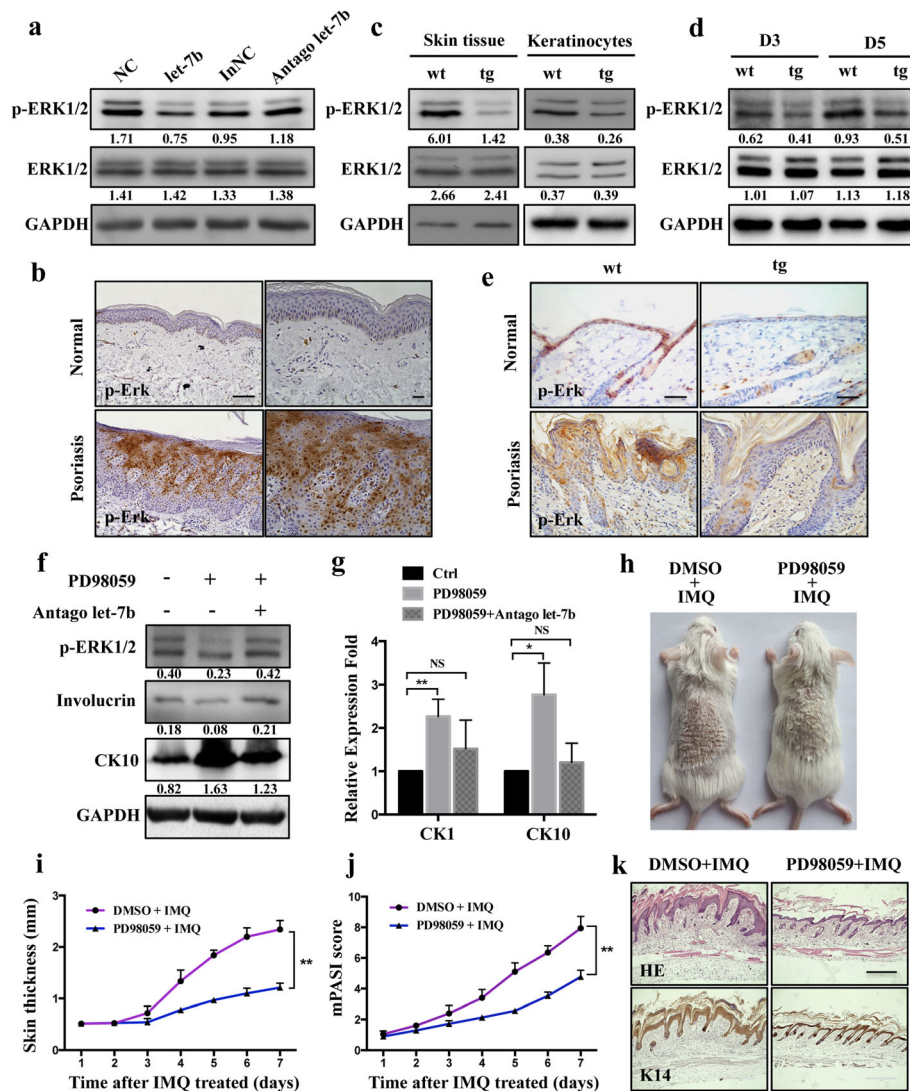 a
NC let-7b InNC Antago let-7b
p-ERK1/2
1.71 0.75 0.95 1.18
ERK1/2
1.41 1.42 1.33 1.38
GAPDH
c
Skin tissue Keratinocytes
wt tg wt tg
p-ERK1/2
6.01 1.42 0.38 0.26
ERK1/2
2.66 2.41 0.37 0.39
GAPDH
d
D3 D5
wt tg wt tg
p-ERK1/2
0.62 0.41 0.93 0.51
ERK1/2
1.01 1.07 1.13 1.18
GAPDH
b
Normal
p-Erk
Psoriasis
p-Erk
e
wt tg
Normal
p-Erk
Psoriasis
p-Erk
f
PD98059 - + +
Antago let-7b - - +
p-ERK1/2
0.40 0.23 0.42
Involucrin
0.18 0.08 0.21
CK10
0.82 1.63 1.23
GAPDH
g
Ctrl
PD98059
PD98059+Antago let-7b
Relative Expression Fold
4
3
2
1
0
NS
**
NS
*
CK1 CK10
h
DMSO
+
IMQ
PD98059
+
IMQ
i
Skin thickness (mm)
3
2
1
0
DMSO + IMQ
PD98059 + IMQ
**
1 2 3 4 5 6 7
Time after IMQ treated (days)
j
mPASI score
10
8
6
4
2
0
DMSO + IMQ
PD98059 + IMQ
**
1 2 3 4 5 6 7
Time after IMQ treated (days)
k
DMSO+IMQ PD98059+IMQ
HE
K14